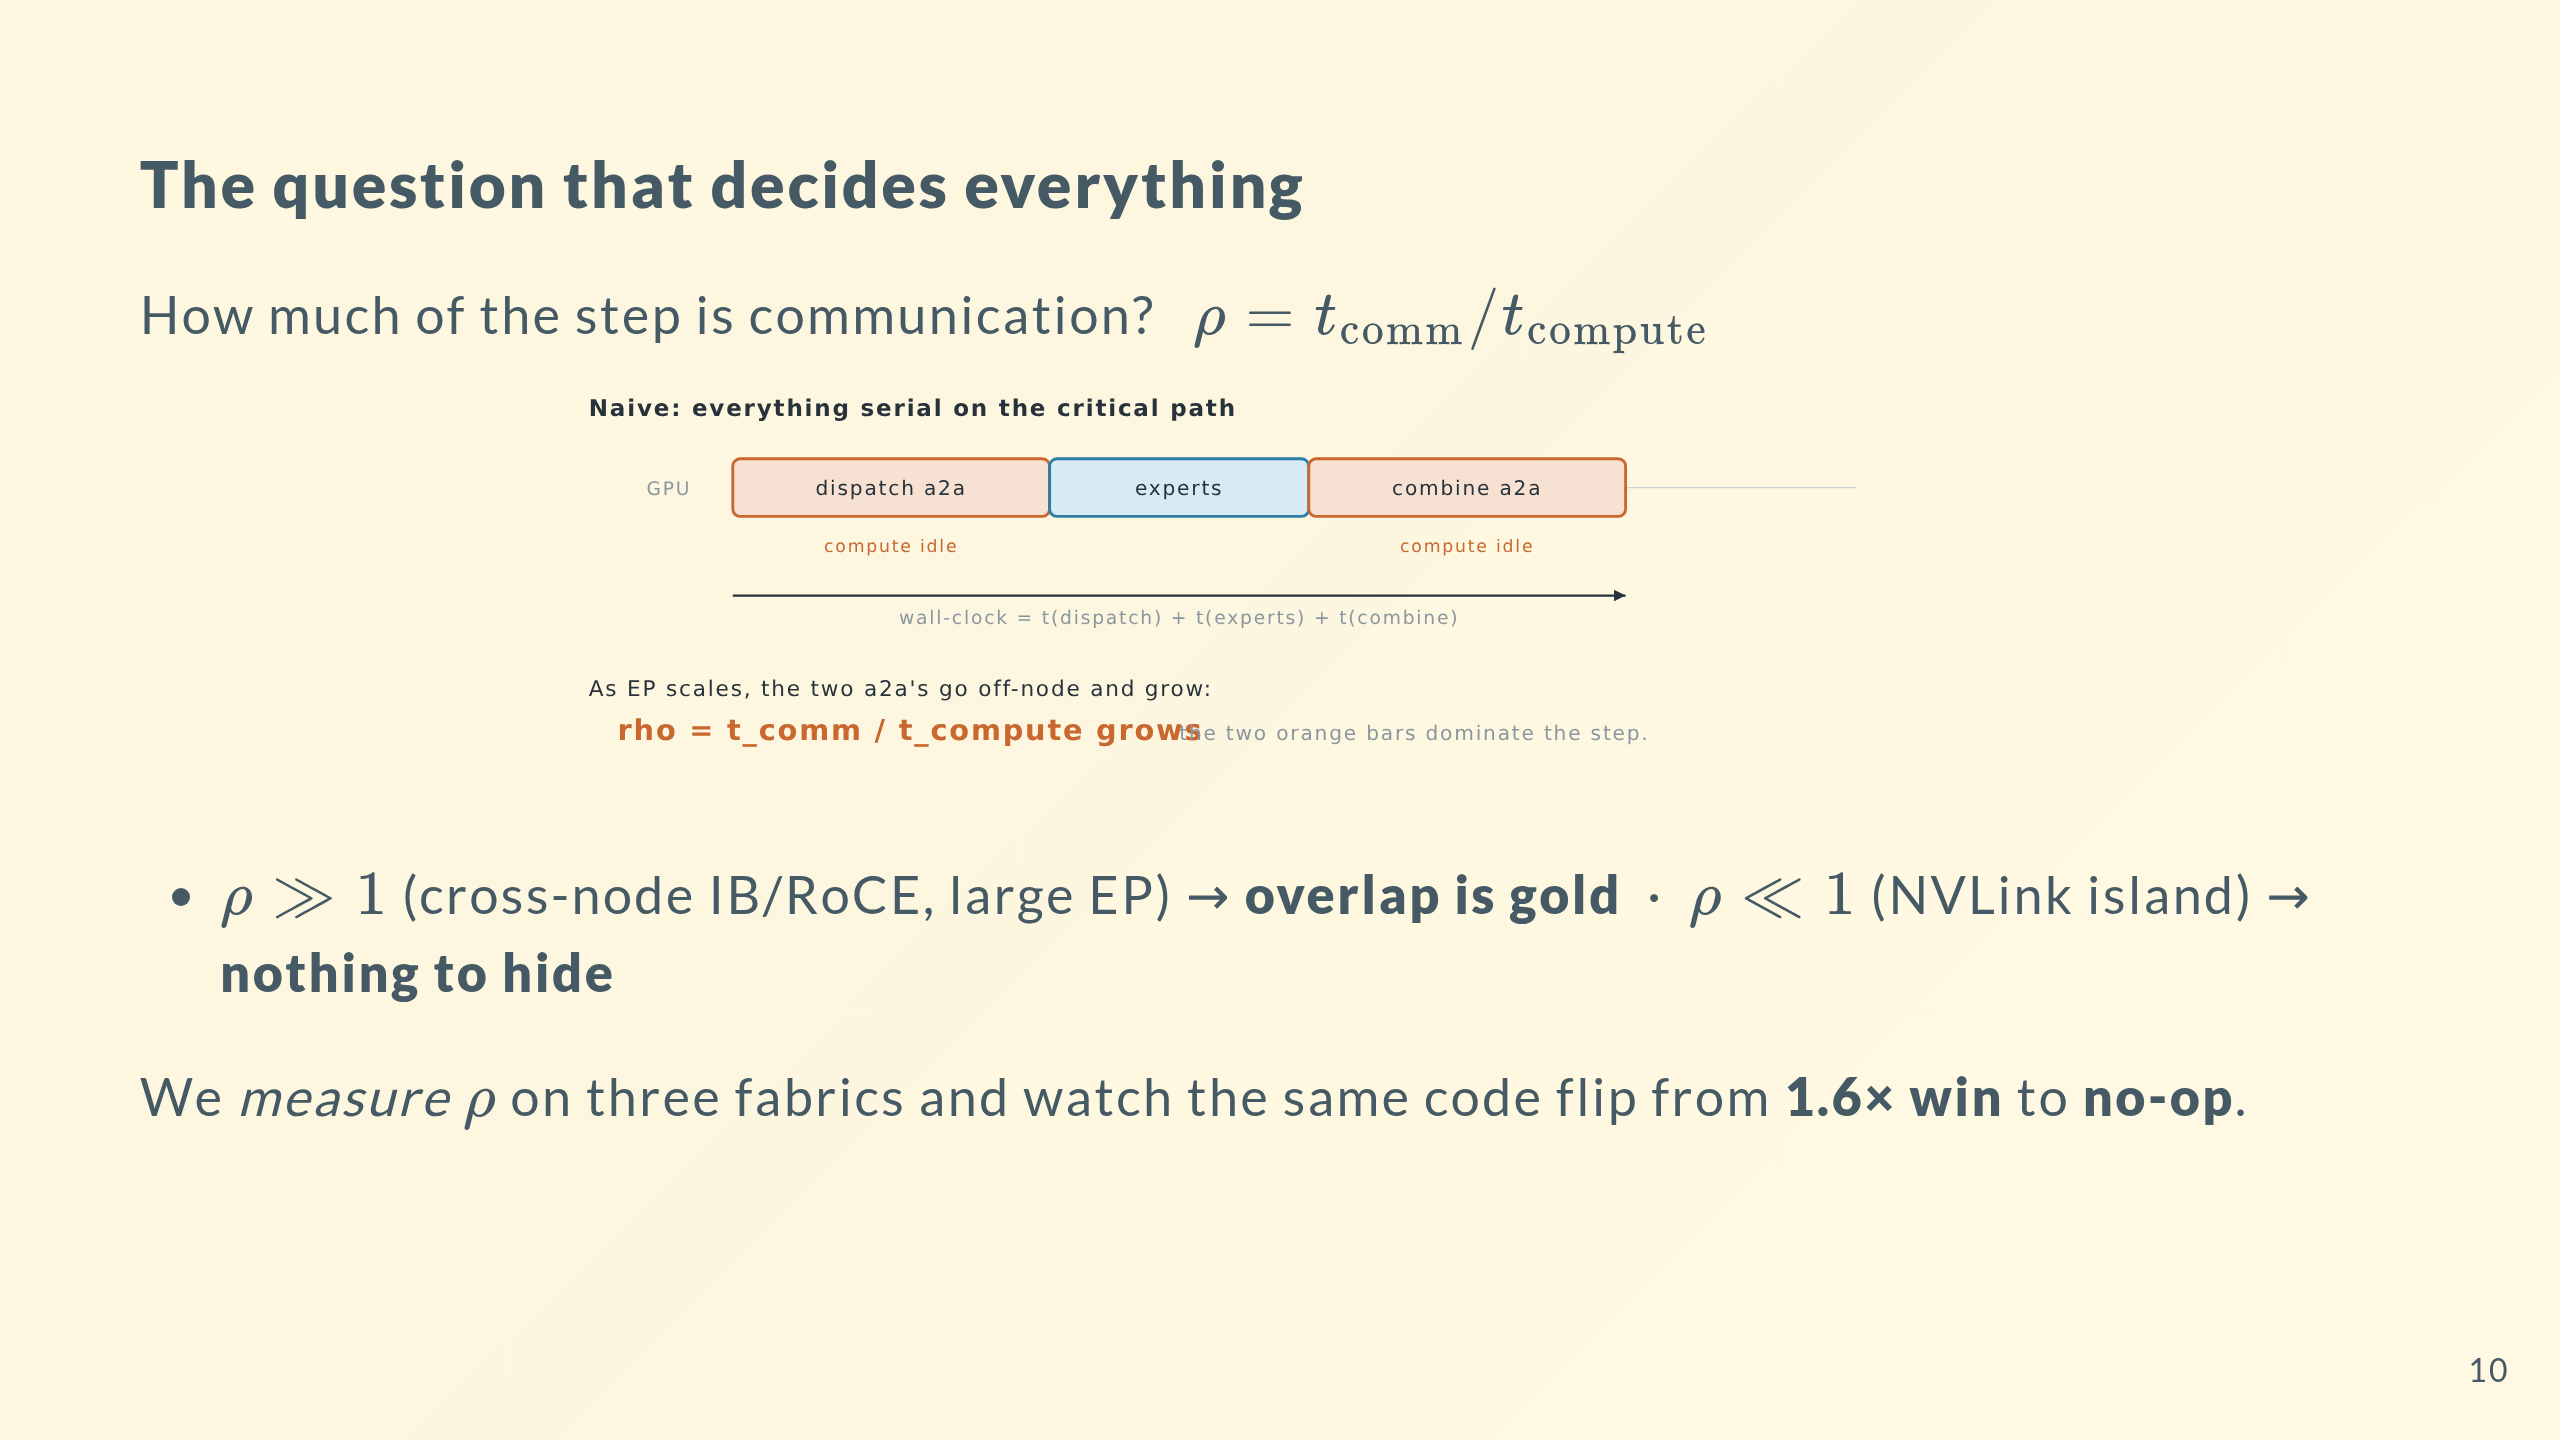 The question that decides everything
How much of the step is communication? ρ = t_comm/t_compute
Naive: everything serial on the critical path
GPU dispatch a2a experts combine a2a
compute idle compute idle
wall-clock = t(dispatch) + t(experts) + t(combine)
As EP scales, the two a2a's go off-node and grow:
rho = t_comm / t_compute grows the two orange bars dominate the step.
• ρ ≫ 1 (cross-node IB/RoCE, large EP) → overlap is gold · ρ ≪ 1 (NVLink island) →
nothing to hide
We measure ρ on three fabrics and watch the same code flip from 1.6× win to no-op.
10